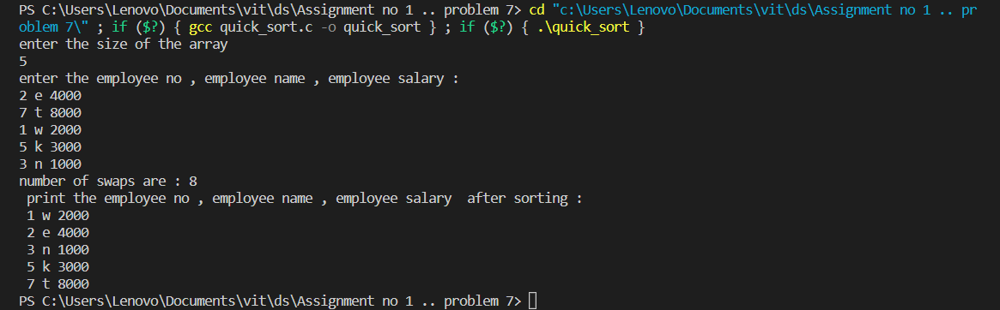 PS C:\Users\Lenovo\Documents\vit\ds\Assignment no 1 .. problem 7> cd "c:\Users\Lenovo\Documents\vit\ds\Assignment no 1 .. pr
oblem 7\" ; if ($?) { gcc quick_sort.c -o quick_sort } ; if ($?) { .\quick_sort }
enter the size of the array
5
enter the employee no , employee name , employee salary :
2 e 4000
7 t 8000
1 w 2000
5 k 3000
3 n 1000
number of swaps are : 8
 print the employee no , employee name , employee salary  after sorting :
 1 w 2000
 2 e 4000
 3 n 1000
 5 k 3000
 7 t 8000
PS C:\Users\Lenovo\Documents\vit\ds\Assignment no 1 .. problem 7>